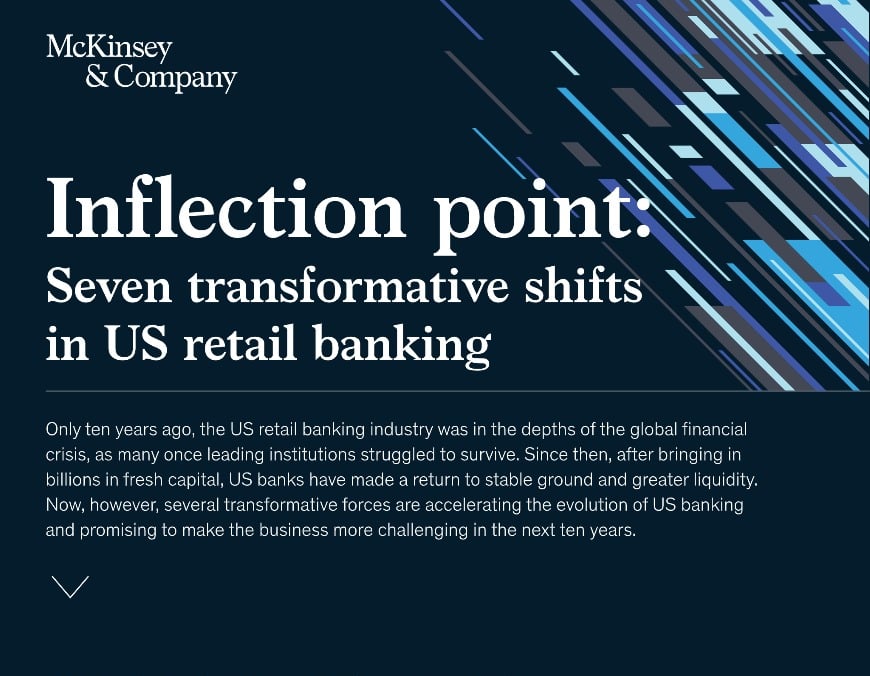 McKinsey
& Company
Inflection point:
Seven transformative shifts
in US retail banking
Only ten years ago, the US retail banking industry was in the depths of the global financial
crisis, as many once leading institutions struggled to survive. Since then, after bringing in
billions in fresh capital, US banks have made a return to stable ground and greater liquidity.
Now, however, several transformative forces are accelerating the evolution of US banking
and promising to make the business more challenging in the next ten years.